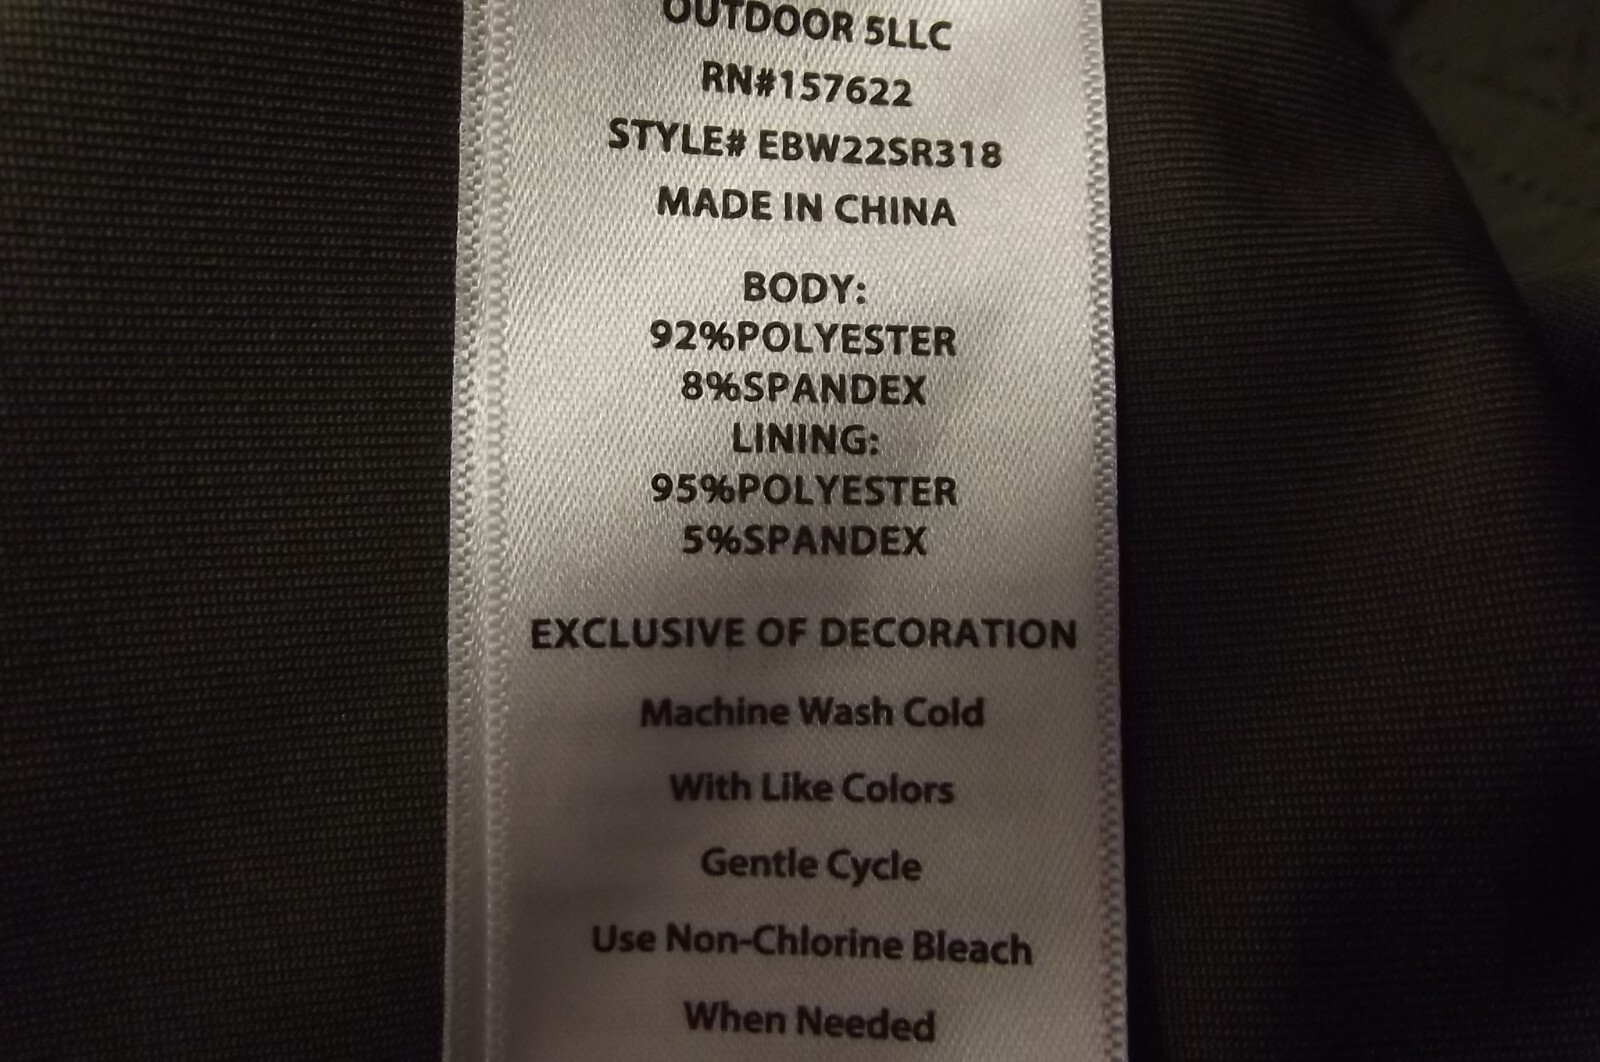 OUTDOOR 5LLC
RN#157622
STYLE# EBW22SR318
MADE IN CHINA
BODY:
92%POLYESTER
8%SPANDEX
LINING:
95%POLYESTER
5%SPANDEX
EXCLUSIVE OF DECORATION
Machine Wash Cold
With Like Colors
Gentle Cycle
Use Non-Chlorine Bleach
When Needed